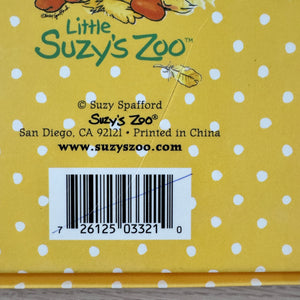 Little
SUZY'S ZOO™
© Suzy Spafford
Suzy's Zoo®
San Diego, CA 92121 • Printed in China
www.suzyszoo.com
7 26125 03321 0